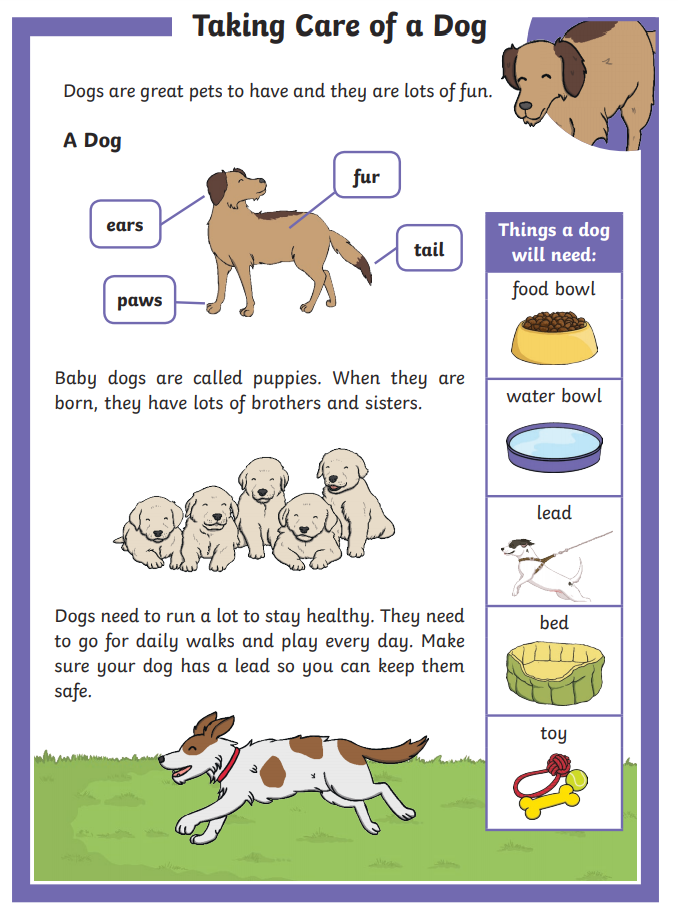 Taking Care of a Dog
Dogs are great pets to have and they are lots of fun.
A Dog
fur
ears
tail
paws
Baby dogs are called puppies. When they are
born, they have lots of brothers and sisters.
Dogs need to run a lot to stay healthy. They need
to go for daily walks and play every day. Make
sure your dog has a lead so you can keep them
safe.
Things a dog
will need:
food bowl
water bowl
lead
bed
toy